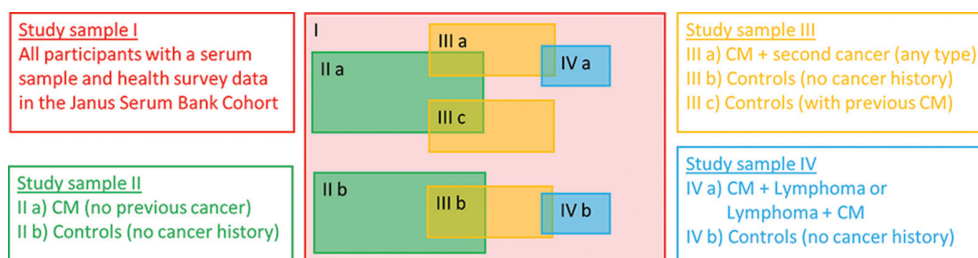 Study sample I
All participants with a serum
sample and health survey data
in the Janus Serum Bank Cohort
Study sample II
II a) CM (no previous cancer)
II b) Controls (no cancer history)
I
III a
II a
IV a
III c
II b
III b
IV b
Study sample III
III a) CM + second cancer (any type)
III b) Controls (no cancer history)
III c) Controls (with previous CM)
Study sample IV
IV a) CM + Lymphoma or
Lymphoma + CM
IV b) Controls (no cancer history)